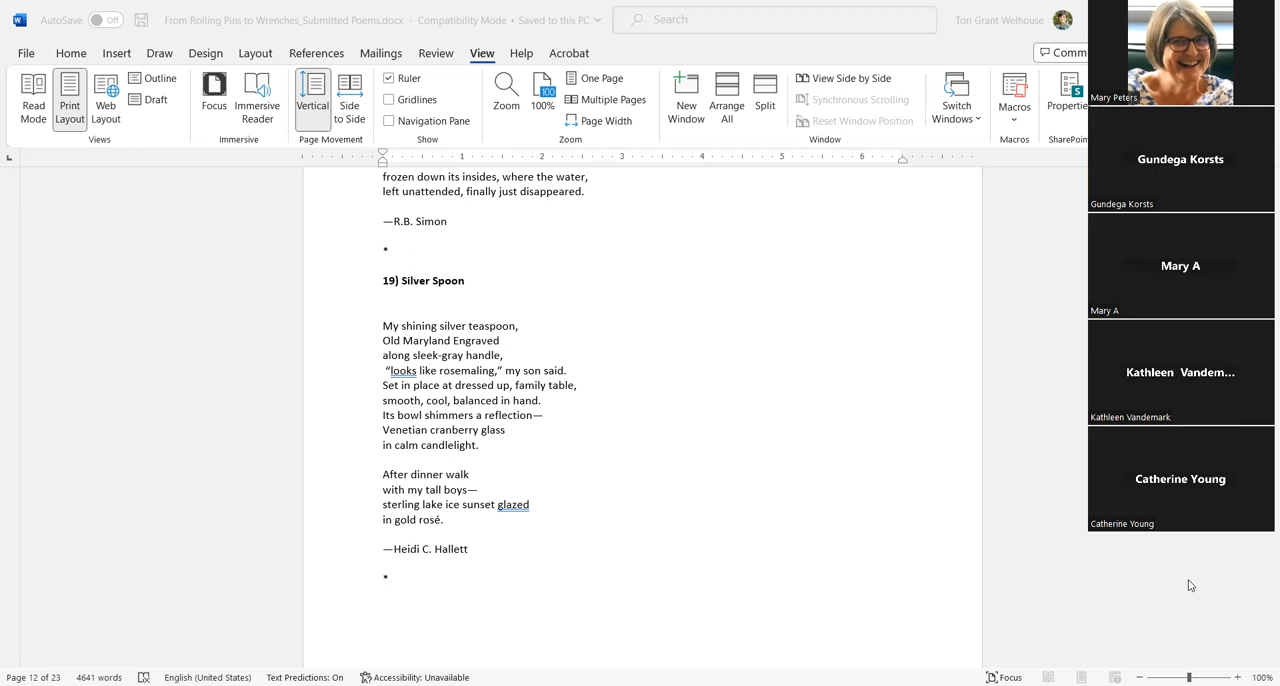 AutoSave Off From Rolling Pins to Wrenches_Submitted Poems.docx - Compatibility Mode • Saved to this PC Search Tori Grant Welhouse
File Home Insert Draw Design Layout References Mailings Review View Help Acrobat Comm
Read Mode Print Layout Web Layout Outline Draft Views
Focus Immersive Reader Immersive
Vertical Side to Side Page Movement
Ruler Gridlines Navigation Pane Show
Zoom 100% One Page Multiple Pages Page Width Zoom
New Window Arrange All Split View Side by Side Synchronous Scrolling Reset Window Position Switch Windows Window
Macros Macros
Properties SharePoint
1 2 3 4 5 6
frozen down its insides, where the water,
left unattended, finally just disappeared.
—R.B. Simon
*
19) Silver Spoon
My shining silver teaspoon,
Old Maryland Engraved
along sleek-gray handle,
“looks like rosemaling,” my son said.
Set in place at dressed up, family table,
smooth, cool, balanced in hand.
Its bowl shimmers a reflection—
Venetian cranberry glass
in calm candlelight.
After dinner walk
with my tall boys—
sterling lake ice sunset glazed
in gold rosé.
—Heidi C. Hallett
*
Mary Peters
Gundega Korsts
Gundega Korsts
Mary A
Mary A
Kathleen Vandem...
Kathleen Vandemark
Catherine Young
Catherine Young
Page 12 of 23 4641 words English (United States) Text Predictions: On Accessibility: Unavailable Focus 100%